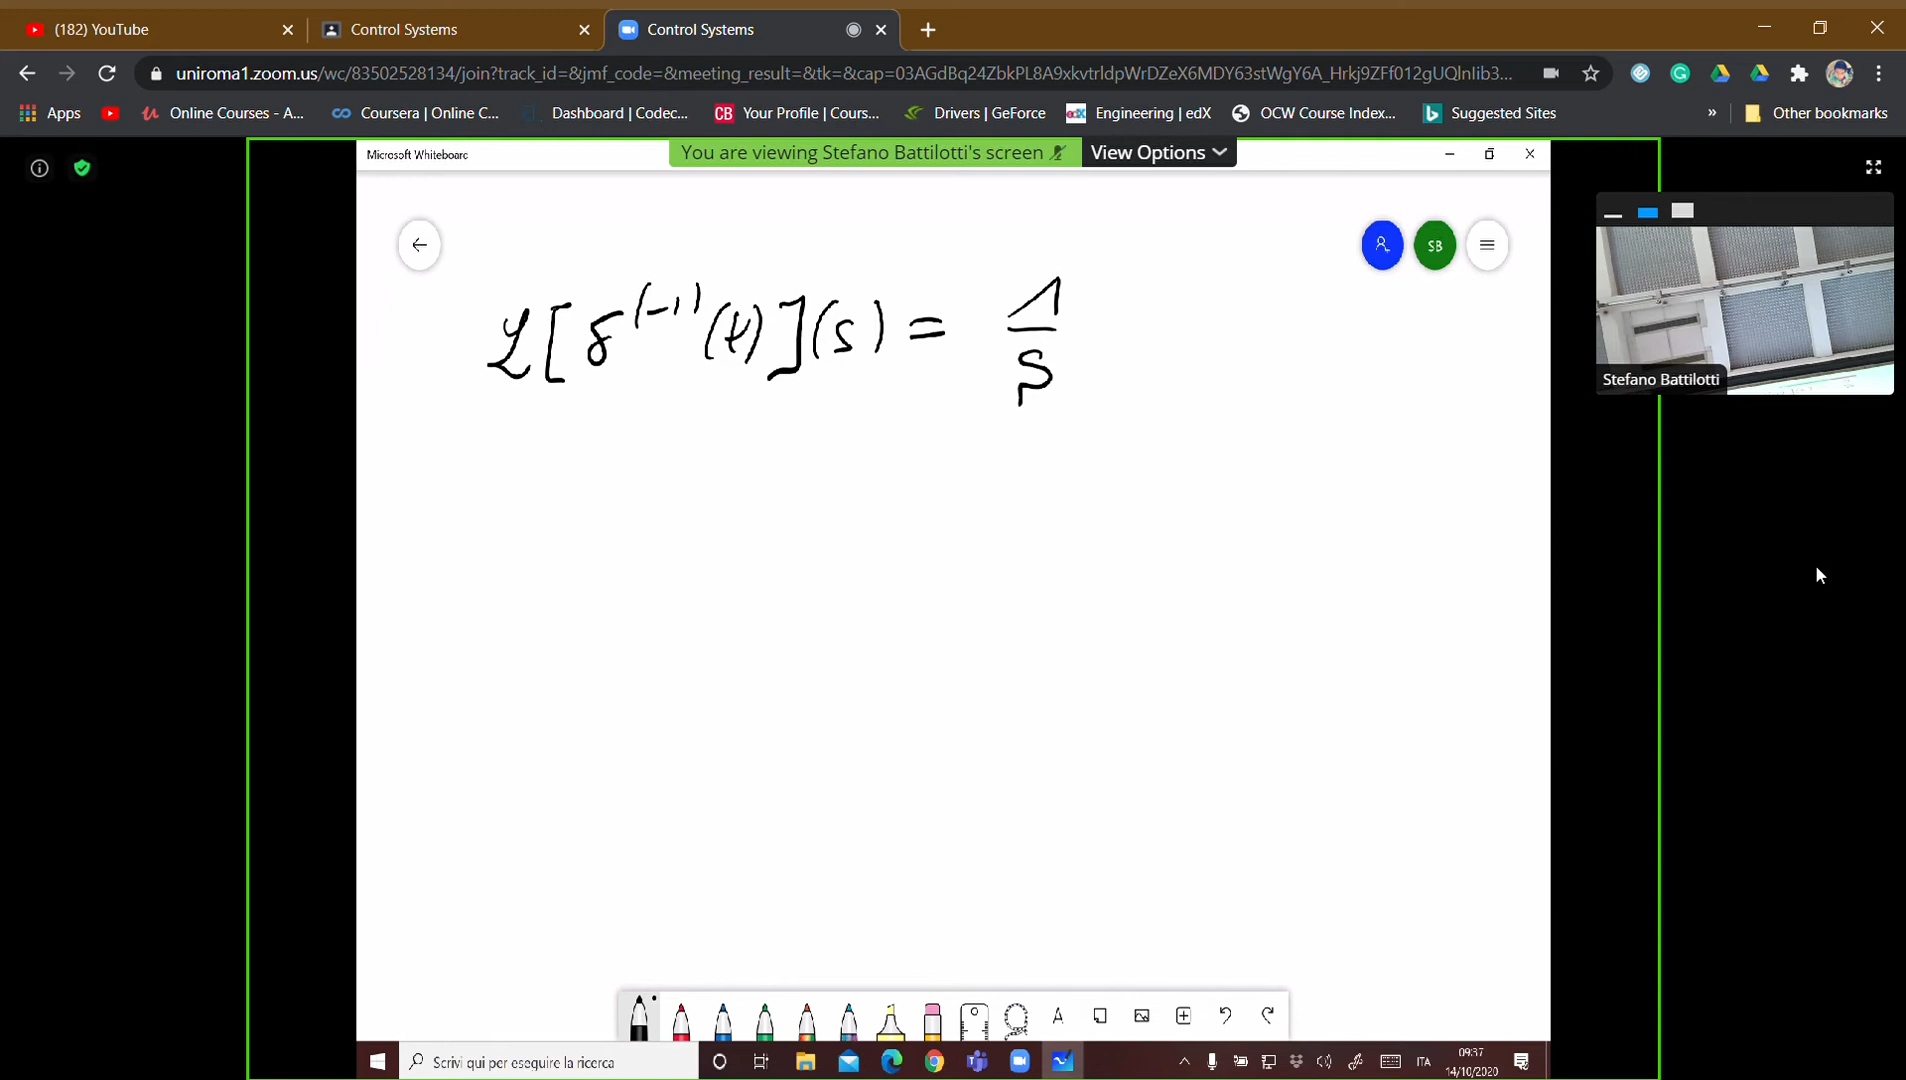 (182) YouTube
Control Systems
Control Systems
uniroma1.zoom.us/wc/83502528134/join?track_id=&jmf_code=&meeting_result=&tk=&cap=03AGdBq24ZbkPL8A9xkvtrldpWrDZeX6MDY63stWgY6A_Hrkj9ZFf012gUQlnIib3...
Apps
Online Courses - A...
Coursera | Online C...
Dashboard | Codec...
CB Your Profile | Cours...
Drivers | GeForce
edX Engineering | edX
OCW Course Index...
Suggested Sites
»
Other bookmarks
Microsoft Whiteboard
You are viewing Stefano Battilotti's screen
View Options
SB
ℒ[δ^(-1)(t)](s) = 1/s
Stefano Battilotti
Scrivi qui per eseguire la ricerca
ITA
09:37
14/10/2020